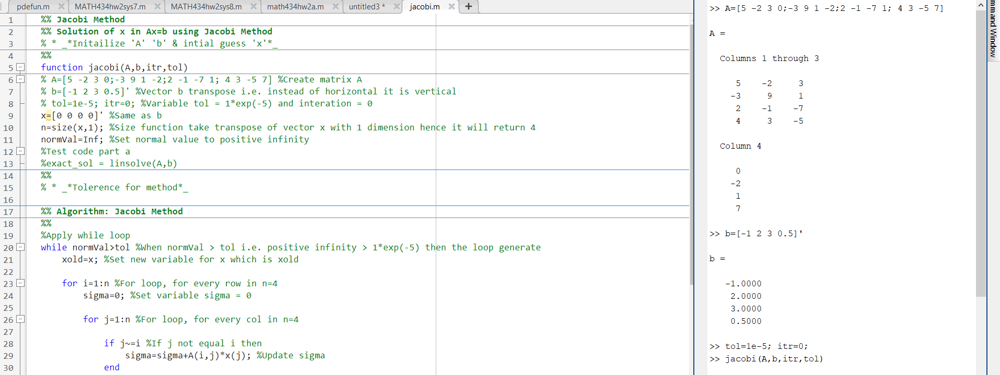 pdefun.m MATH434hw2sys7.m MATH434hw2sys8.m math434hw2a.m untitled3 * jacobi.m
1 %% Jacobi Method
2 %% Solution of x in Ax=b using Jacobi Method
3 % * _*Initailize 'A' 'b' & intial guess 'x'*_
4 %%
5 function jacobi(A,b,itr,tol)
6 % A=[5 -2 3 0;-3 9 1 -2;2 -1 -7 1; 4 3 -5 7] %Create matrix A
7 % b=[-1 2 3 0.5]' %Vector b transpose i.e. instead of horizontal it is vertical
8 % tol=1e-5; itr=0; %Variable tol = 1*exp(-5) and interation = 0
9 x=[0 0 0 0]' %Same as b
10 n=size(x,1); %Size function take transpose of vector x with 1 dimension hence it will return 4
11 normVal=Inf; %Set normal value to positive infinity
12 %Test code part a
13 %exact_sol = linsolve(A,b)
14 %%
15 % * _*Tolerence for method*_
16
17 %% Algorithm: Jacobi Method
18 %%
19 %Apply while loop
20 while normVal>tol %When normVal > tol i.e. positive infinity > 1*exp(-5) then the loop generate
21 xold=x; %Set new variable for x which is xold
22
23 for i=1:n %For loop, for every row in n=4
24 sigma=0; %Set variable sigma = 0
25
26 for j=1:n %For loop, for every col in n=4
27
28 if j~=i %If j not equal i then
29 sigma=sigma+A(i,j)*x(j); %Update sigma
30 end
>> A=[5 -2 3 0;-3 9 1 -2;2 -1 -7 1; 4 3 -5 7]
A =
Columns 1 through 3
5 -2 3
-3 9 1
2 -1 -7
4 3 -5
Column 4
0
-2
1
7
>> b=[-1 2 3 0.5]'
b =
-1.0000
2.0000
3.0000
0.5000
>> tol=1e-5; itr=0;
>> jacobi(A,b,itr,tol)
mmand Window